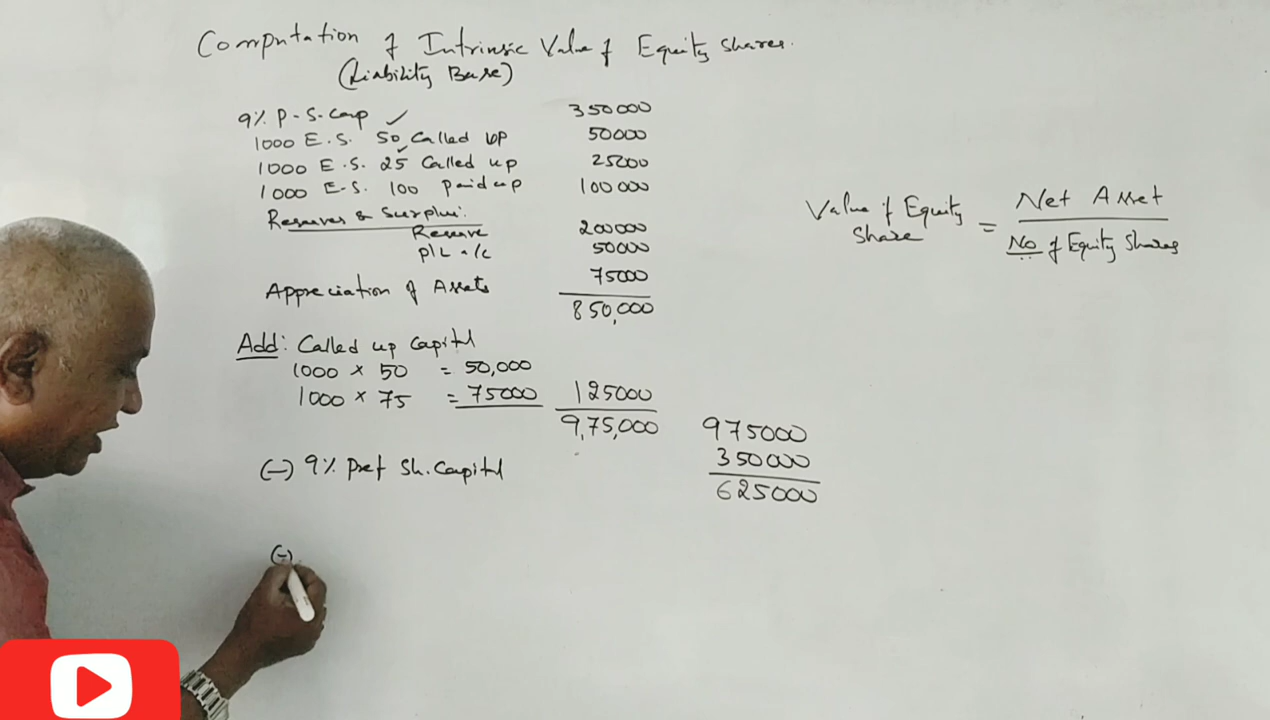 Computation of Intrinsic Value of Equity Shares.
(Liability Base)
9% P-S-Cap ✓ 350000
1000 E.S. 50 Called up 50000
1000 E.S. 25 Called up 25000
1000 E-S. 100 Paid up 100 000
Reserves & Surplus:
Reserve 200000
P/L a/c 50000
Appreciation of Assets 75000
850,000
Add: Called up Capital
1000 × 50 = 50,000
1000 × 75 = 75000 125000
9,75,000
(-) 9% Pref Sh. Capital
975000
350000
625000
(-)
Value of Equity Share = Net Asset
No of Equity Shares